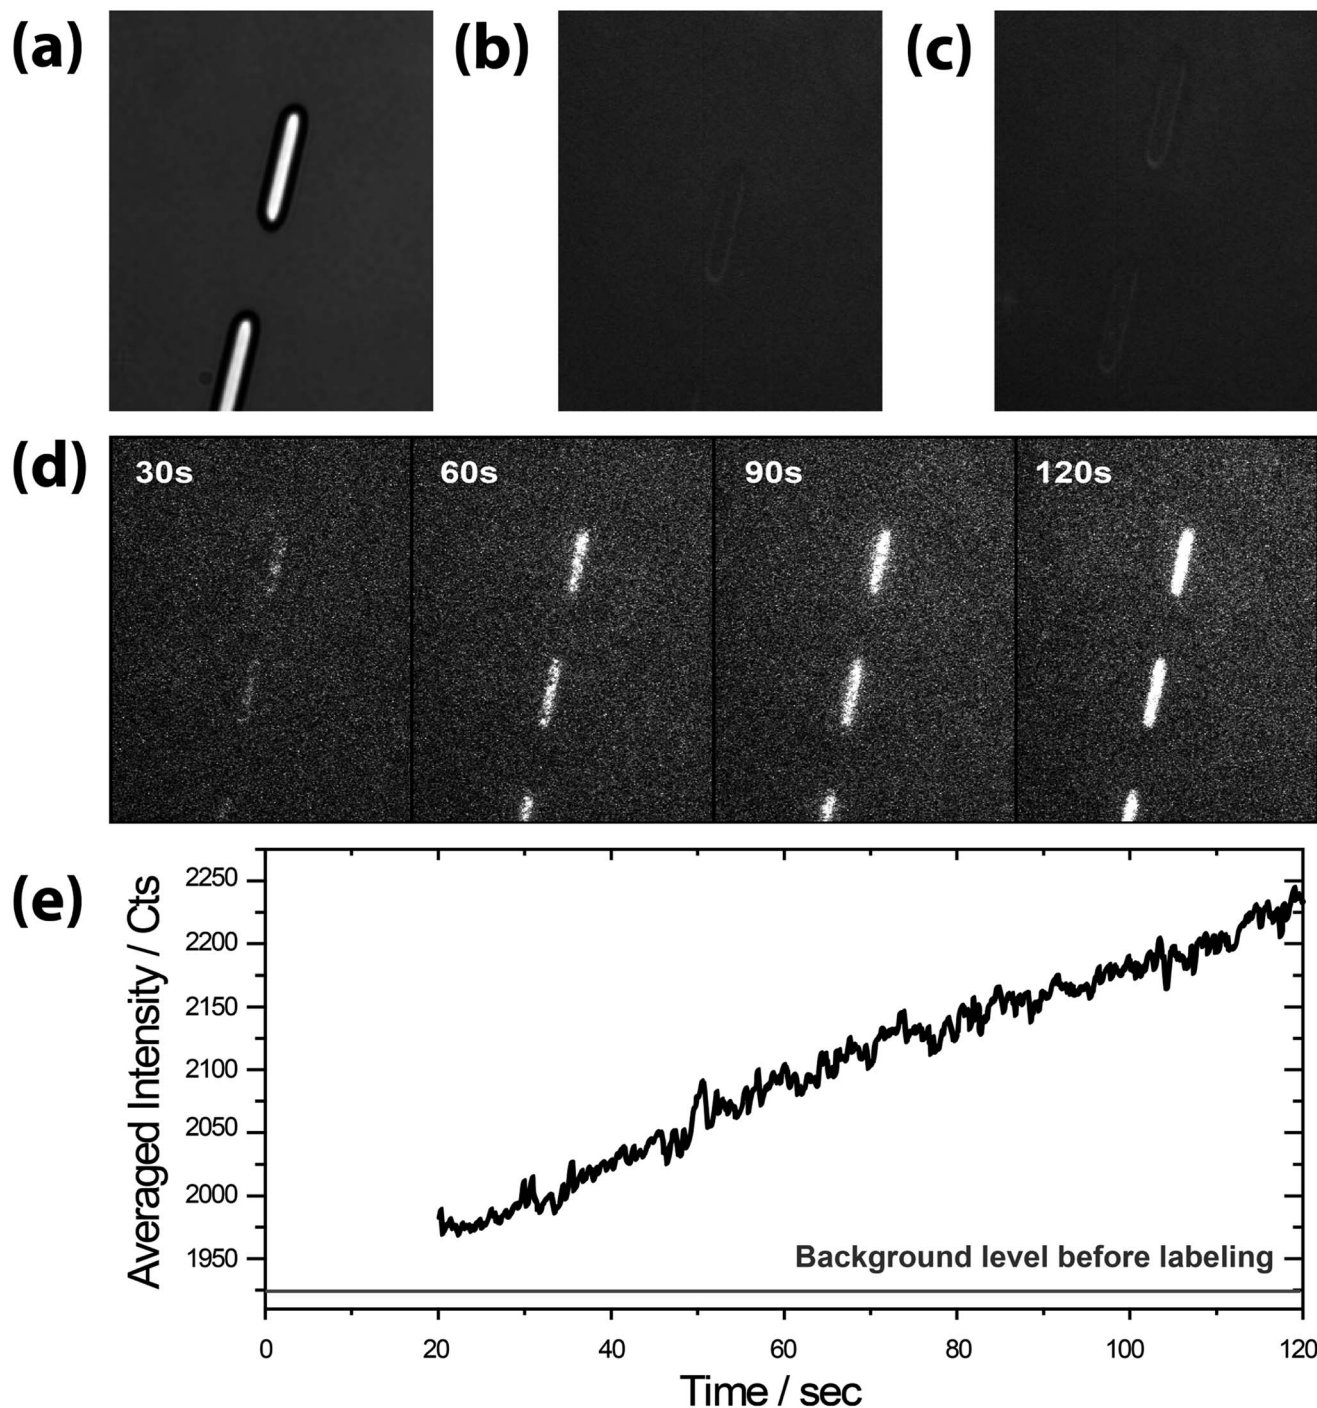 (a)
(b)
(c)
(d)
30s
60s
90s
120s
(e)
Averaged Intensity / Cts
2250
2200
2150
2100
2050
2000
1950
Background level before labeling
0
20
40
60
80
100
120
Time / sec